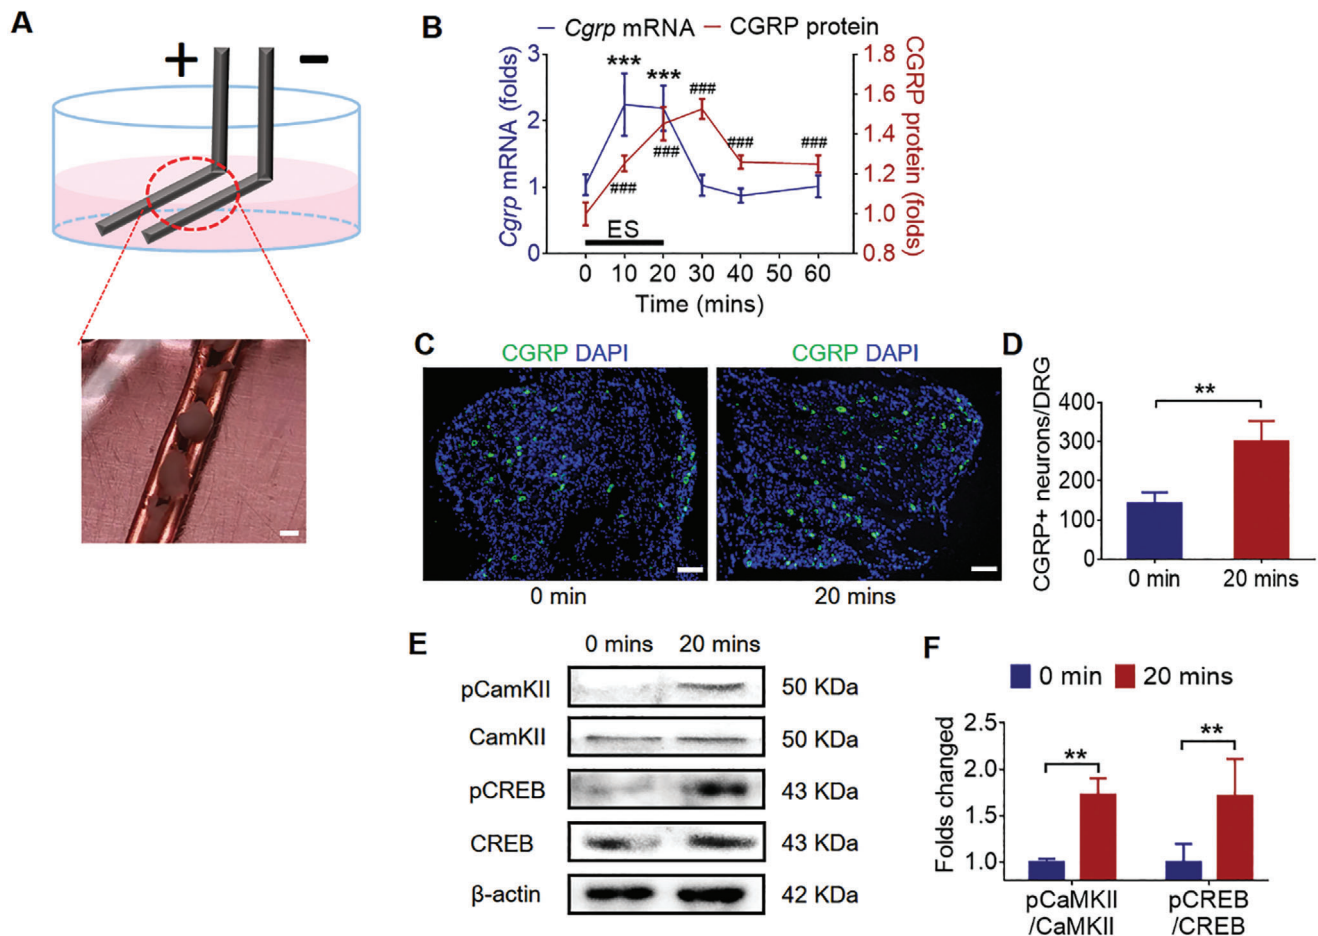 A
+ −
B
Cgrp mRNA CGRP protein
Cgrp mRNA (folds)
3
2
1
0
*** ***
###
###
###
###
###
ES
0 10 20 30 40 50 60
Time (mins)
1.8
1.6
1.4
1.2
1.0
0.8
CGRP protein (folds)
C
CGRP DAPI
CGRP DAPI
0 min
20 mins
D
CGRP+ neurons/DRG
400
300
200
100
0
**
0 min 20 mins
E
0 mins 20 mins
pCamKII 50 KDa
CamKII 50 KDa
pCREB 43 KDa
CREB 43 KDa
β-actin 42 KDa
F
0 min 20 mins
Folds changed
2.5
2.0
1.5
1.0
**
**
pCaMKII
/CaMKII
pCREB
/CREB